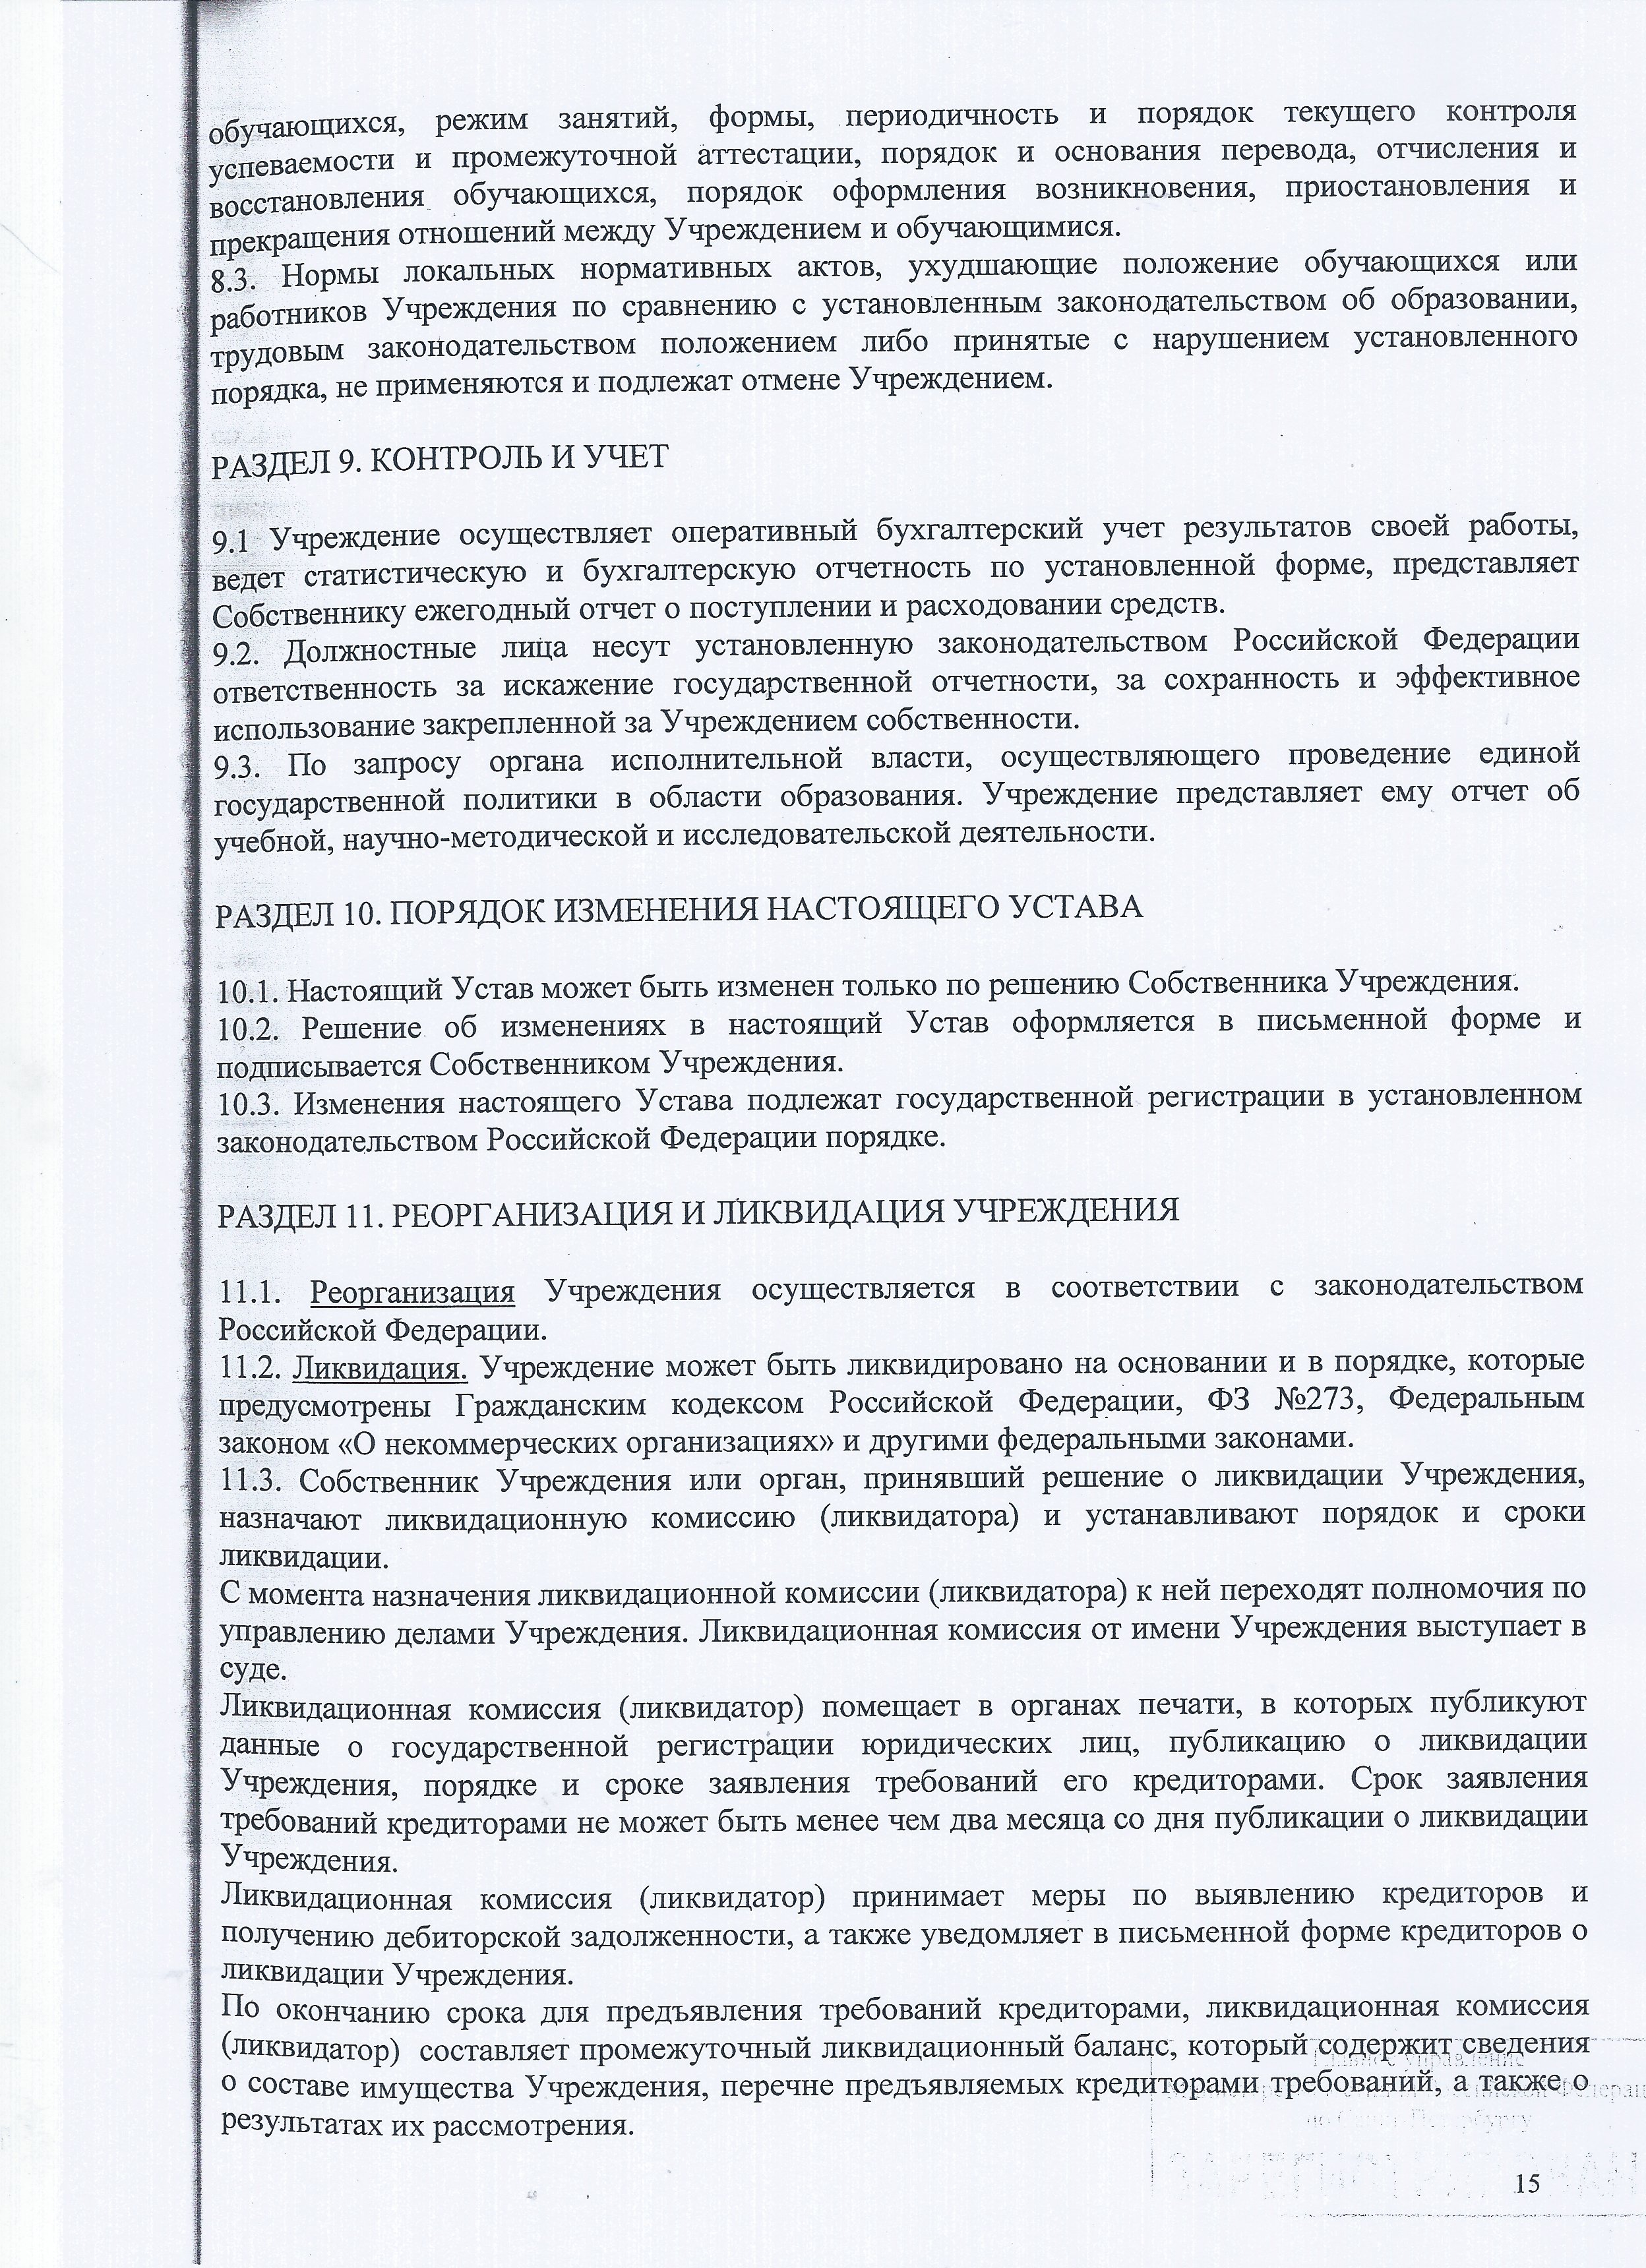 обучающихся, режим занятий, формы, периодичность и порядок текущего контроля
успеваемости и промежуточной аттестации, порядок и основания перевода, отчисления и
восстановления обучающихся, порядок оформления возникновения, приостановления и
прекращения отношений между Учреждением и обучающимися.
8.3. Нормы локальных нормативных актов, ухудшающие положение обучающихся или
работников Учреждения по сравнению с установленным законодательством об образовании,
трудовым законодательством положением либо принятые с нарушением установленного
порядка, не применяются и подлежат отмене Учреждением.
РАЗДЕЛ 9. КОНТРОЛЬ И УЧЕТ
9.1 Учреждение осуществляет оперативный бухгалтерский учет результатов своей работы,
ведет статистическую и бухгалтерскую отчетность по установленной форме, представляет
Собственнику ежегодный отчет о поступлении и расходовании средств.
9.2. Должностные лица несут установленную законодательством Российской Федерации
ответственность за искажение государственной отчетности, за сохранность и эффективное
использование закрепленной за Учреждением собственности.
9.3. По запросу органа исполнительной власти, осуществляющего проведение единой
государственной политики в области образования. Учреждение представляет ему отчет об
учебной, научно-методической и исследовательской деятельности.
РАЗДЕЛ 10. ПОРЯДОК ИЗМЕНЕНИЯ НАСТОЯЩЕГО УСТАВА
10.1. Настоящий Устав может быть изменен только по решению Собственника Учреждения.
10.2. Решение об изменениях в настоящий Устав оформляется в письменной форме и
подписывается Собственником Учреждения.
10.3. Изменения настоящего Устава подлежат государственной регистрации в установленном
законодательством Российской Федерации порядке.
РАЗДЕЛ 11. РЕОРГАНИЗАЦИЯ И ЛИКВИДАЦИЯ УЧРЕЖДЕНИЯ
11.1. Реорганизация Учреждения осуществляется в соответствии с законодательством
Российской Федерации.
11.2. Ликвидация. Учреждение может быть ликвидировано на основании и в порядке, которые
предусмотрены Гражданским кодексом Российской Федерации, ФЗ №273, Федеральным
законом «О некоммерческих организациях» и другими федеральными законами.
11.3. Собственник Учреждения или орган, принявший решение о ликвидации Учреждения,
назначают ликвидационную комиссию (ликвидатора) и устанавливают порядок и сроки
ликвидации.
С момента назначения ликвидационной комиссии (ликвидатора) к ней переходят полномочия по
управлению делами Учреждения. Ликвидационная комиссия от имени Учреждения выступает в
суде.
Ликвидационная комиссия (ликвидатор) помещает в органах печати, в которых публикуют
данные о государственной регистрации юридических лиц, публикацию о ликвидации
Учреждения, порядке и сроке заявления требований его кредиторами. Срок заявления
требований кредиторами не может быть менее чем два месяца со дня публикации о ликвидации
Учреждения.
Ликвидационная комиссия (ликвидатор) принимает меры по выявлению кредиторов и
получению дебиторской задолженности, а также уведомляет в письменной форме кредиторов о
ликвидации Учреждения.
По окончанию срока для предъявления требований кредиторами, ликвидационная комиссия
(ликвидатор) составляет промежуточный ликвидационный баланс, который содержит сведения
о составе имущества Учреждения, перечне предъявляемых кредиторами требований, а также о
результатах их рассмотрения.
15